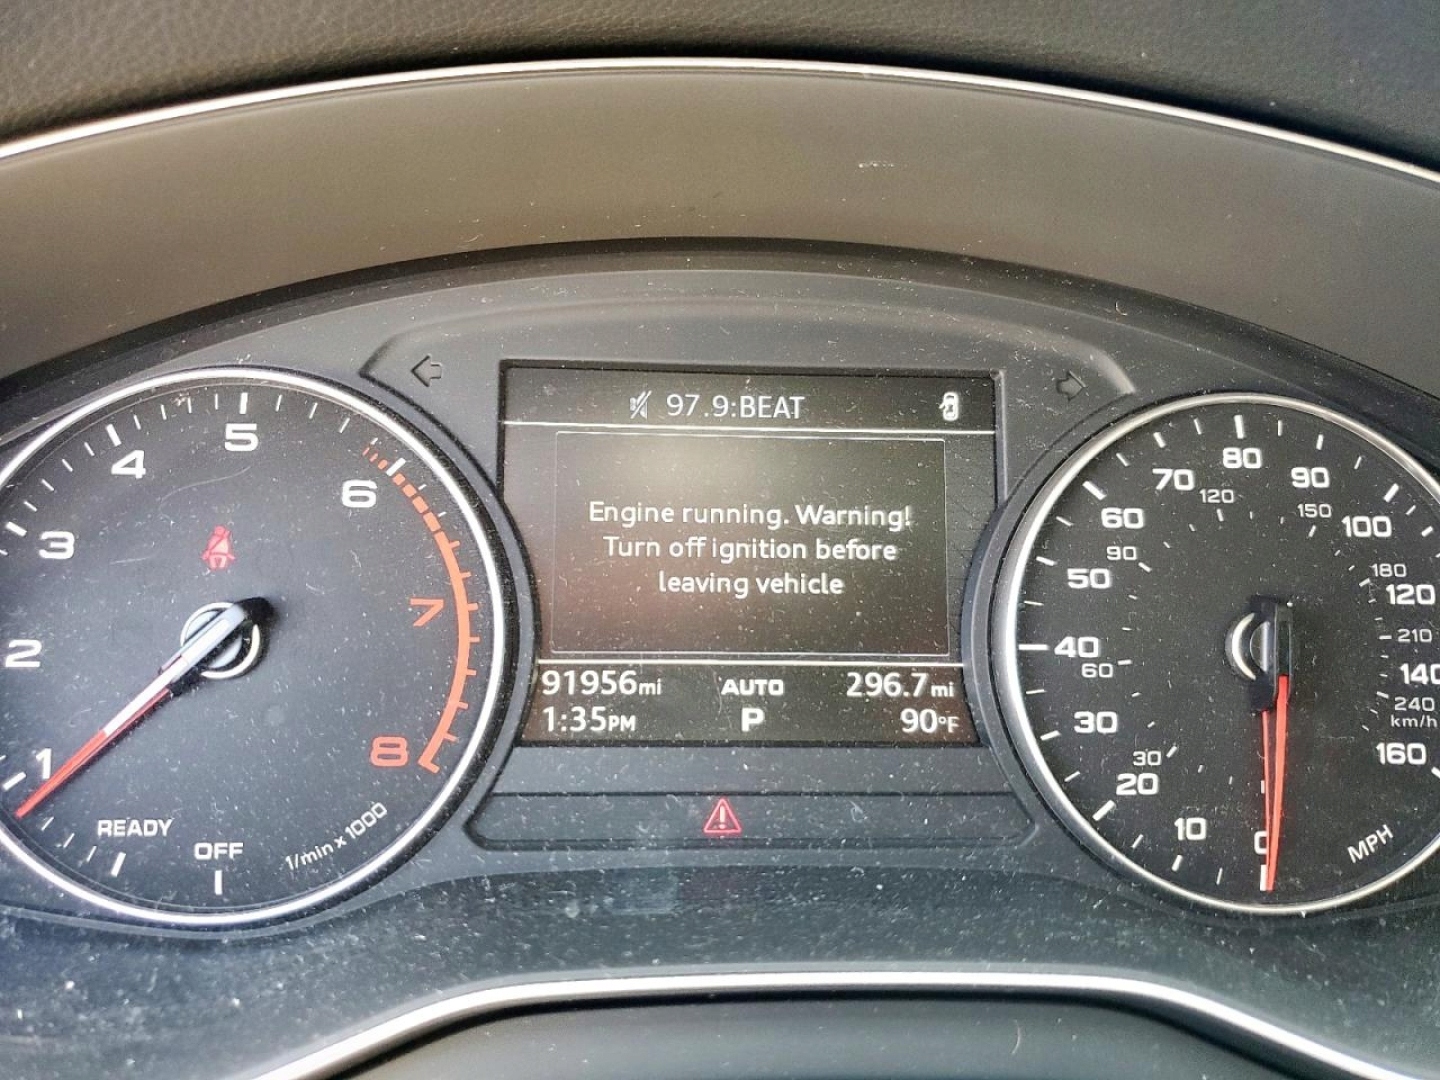 97.9:BEAT
Engine running. Warning!
Turn off ignition before
leaving vehicle
91956mi AUTO 296.7mi
1:35PM P 90°F
1 2 3 4 5 6 7 8
READY
OFF
1/min x 1000
0 10 20 30 40 50 60 70 80 90 100 120 140 160
30 60 90 120 150 180 210 240
km/h
MPH